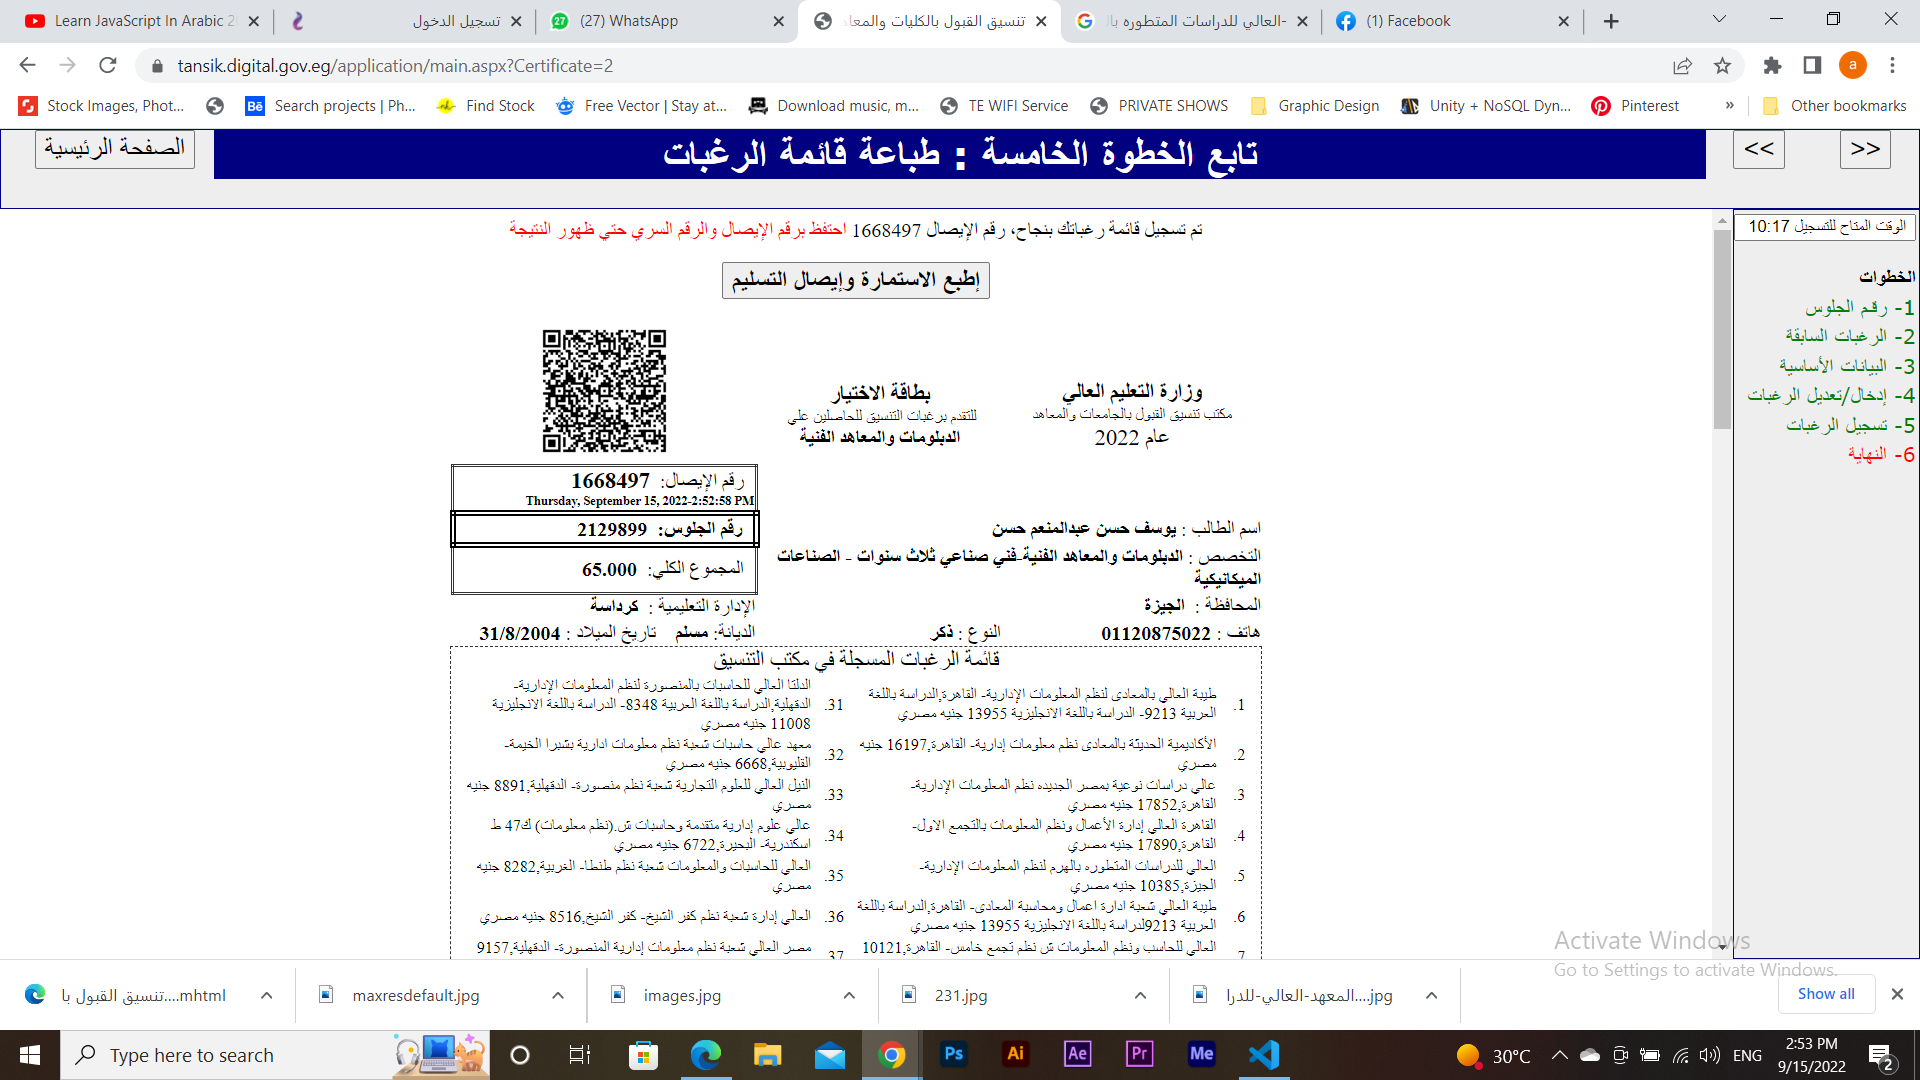 Learn JavaScript In Arabic 2
تسجيل الدخول
(27) WhatsApp
تنسيق القبول بالكليات والمعاه
العالي للدراسات المتطوره با-
(1) Facebook
tansik.digital.gov.eg/application/main.aspx?Certificate=2
Stock Images, Phot...
Search projects | Ph...
Find Stock
Free Vector | Stay at...
Download music, m...
TE WIFI Service
PRIVATE SHOWS
Graphic Design
Unity + NoSQL Dyn...
Pinterest
»
Other bookmarks
الصفحة الرئيسية
تابع الخطوة الخامسة : طباعة قائمة الرغبات
<<
>>
الوقت المتاح للتسجيل 10:17
الخطوات
1- رقم الجلوس
2- الرغبات السابقة
3- البيانات الأساسية
4- إدخال/تعديل الرغبات
5- تسجيل الرغبات
6- النهاية
تم تسجيل قائمة رغباتك بنجاح، رقم الإيصال 1668497 احتفظ برقم الإيصال والرقم السري حتي ظهور النتيجة
إطبع الاستمارة وإيصال التسليم
وزارة التعليم العالي
مكتب تنسيق القبول بالجامعات والمعاهد
عام 2022
بطاقة الاختيار
للتقدم برغبات التنسيق للحاصلين علي
الدبلومات والمعاهد الفنية
رقم الإيصال: 1668497
Thursday, September 15, 2022-2:52:58 PM
رقم الجلوس: 2129899
المجموع الكلي: 65.000
اسم الطالب : يوسف حسن عبدالمنعم حسن
التخصص : الدبلومات والمعاهد الفنية-فني صناعي ثلاث سنوات - الصناعات
الميكانيكية
المحافظة : الجيزة
الإدارة التعليمية : كرداسة
هاتف : 01120875022
النوع : ذكر
الديانة: مسلم
تاريخ الميلاد : 31/8/2004
قائمة الرغبات المسجلة في مكتب التنسيق
1. طيبة العالي بالمعادى لنظم المعلومات الإدارية- القاهرة,الدراسة باللغة
العربية 9213- الدراسة باللغة الانجليزية 13955 جنيه مصري
2. الأكاديمية الحديثة بالمعادى نظم معلومات إدارية- القاهرة,16197 جنيه
مصري
3. عالي دراسات نوعية بمصر الجديده نظم المعلومات الإدارية-
القاهرة,17852 جنيه مصري
4. القاهرة العالي إدارة الأعمال ونظم المعلومات بالتجمع الاول-
القاهرة,17890 جنيه مصري
5. العالي للدراسات المتطوره بالهرم لنظم المعلومات الإدارية-
الجيزة,10385 جنيه مصري
6. طيبة العالي شعبة ادارة اعمال ومحاسبة المعادى- القاهرة,الدراسة باللغة
العربية 9213لدراسة باللغة الانجليزية 13955 جنيه مصري
7. العالي للحاسب ونظم المعلومات ش نظم تجمع خامس- القاهرة,10121
31. الدلتا العالي للحاسبات بالمنصورة لنظم المعلومات الإدارية-
الدقهلية,الدراسة باللغة العربية 8348- الدراسة باللغة الانجليزية
11008 جنيه مصري
32. معهد عالي حاسبات شعبة نظم معلومات ادارية بشبرا الخيمة-
القليوبية,6668 جنيه مصري
33. النيل العالي للعلوم التجارية شعبة نظم منصورة- الدقهلية,8891 جنيه
مصري
34. عالي علوم إدارية متقدمة وحاسبات ش.(نظم معلومات) ك47 ط
اسكندرية- البحيرة,6722 جنيه مصري
35. العالي للحاسبات والمعلومات شعبة نظم طنطا- الغربية,8282 جنيه
مصري
36. العالي إدارة شعبة نظم كفر الشيخ- كفر الشيخ,8516 جنيه مصري
37. مصر العالي شعبة نظم معلومات إدارية المنصورة- الدقهلية,9157
Activate Windows
Go to Settings to activate Windows.
تنسيق القبول با....mhtml
maxresdefault.jpg
images.jpg
231.jpg
المعهد-العالي-للدرا....jpg
Show all
Type here to search
Ps
Ai
Ae
Pr
Me
30°C
ENG
2:53 PM
9/15/2022
2